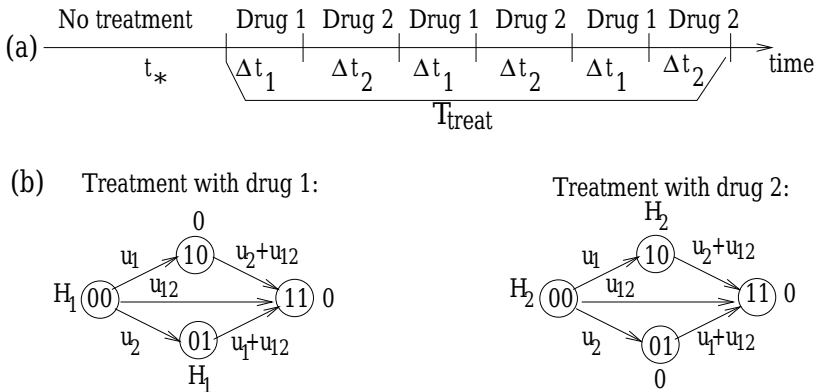 No treatment Drug 1 Drug 2 Drug 1 Drug 2 Drug 1 Drug 2
(a) time
t* Δt1 Δt2 Δt1 Δt2 Δt1 Δt2
Ttreat
(b) Treatment with drug 1: Treatment with drug 2:
0 H2
u1 10 u2+u12 u1 10 u2+u12
H1 00 u12 11 0 H2 00 u12 11 0
u2 01 u1+u12 u2 01 u1+u12
H1 0